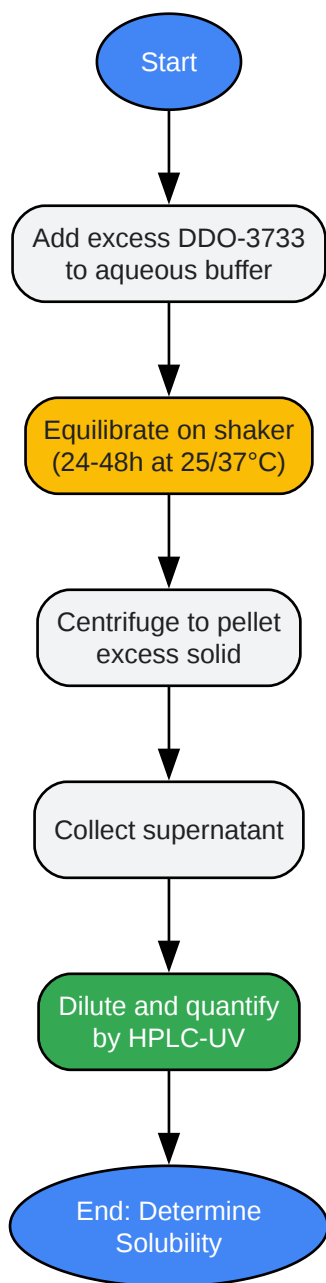 Start
Add excess DDO-3733
to aqueous buffer
Equilibrate on shaker
(24-48h at 25/37°C)
Centrifuge to pellet
excess solid
Collect supernatant
Dilute and quantify
by HPLC-UV
End: Determine
Solubility